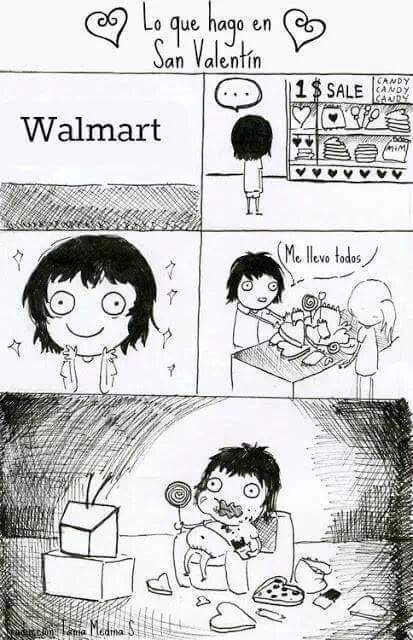 Lo que hago en
San Valentín
Walmart
...
1 $ SALE
CANDY
CANDY
CANDY
M&M
Me llevo todos
Traducción: Tania Medina S.